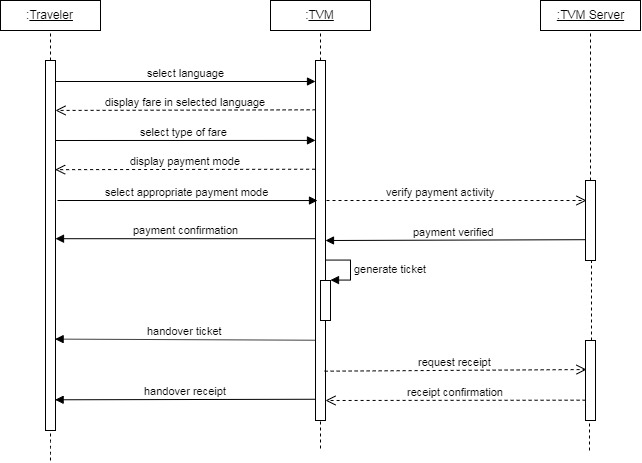 :Traveler
:TVM
:TVM Server
select language
display fare in selected language
select type of fare
display payment mode
select appropriate payment mode
verify payment activity
payment confirmation
payment verified
generate ticket
handover ticket
request receipt
handover receipt
receipt confirmation